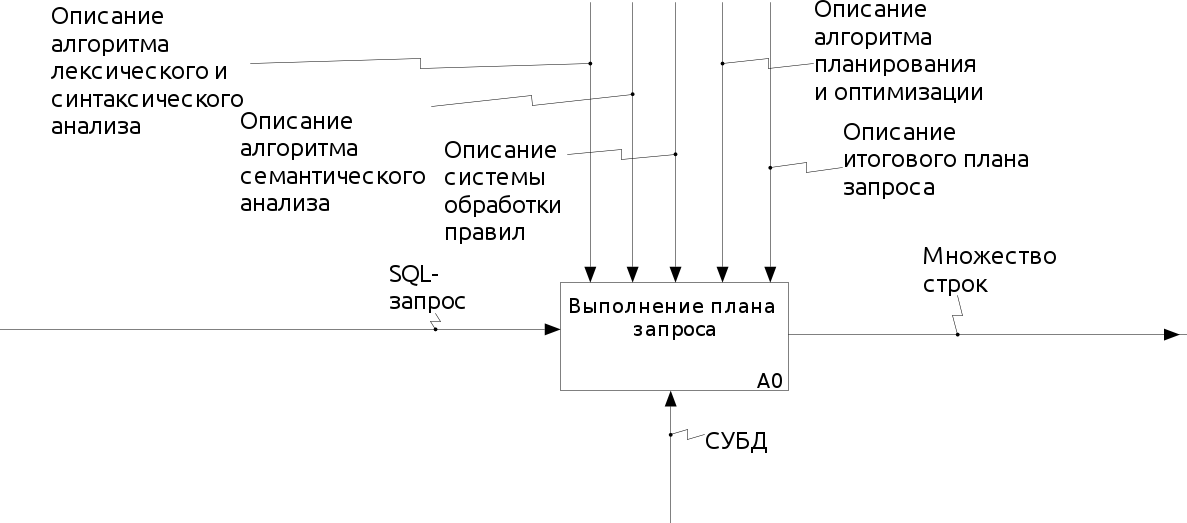 Описание
алгоритма
лексического и
синтаксического
анализа
Описание
алгоритма
семантического
анализа
Описание
системы
обработки
правил
Описание
алгоритма
планирования
и оптимизации
Описание
итогового плана
запроса
SQL-
запрос
Выполнение плана
запроса
А0
Множество
строк
СУБД